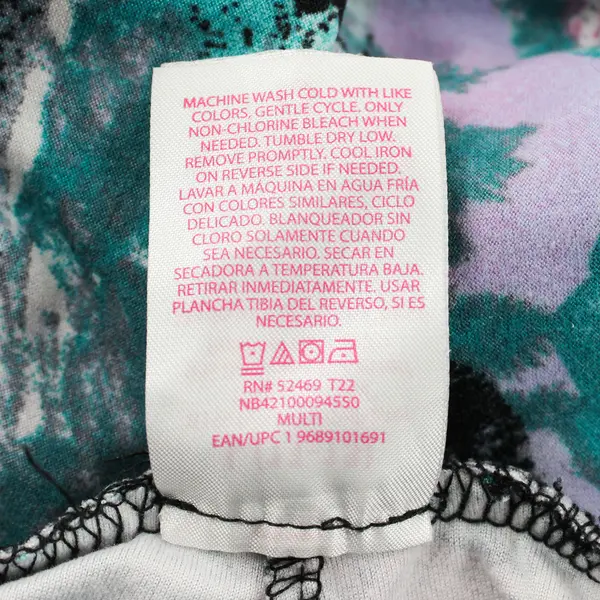 MACHINE WASH COLD WITH LIKE
COLORS, GENTLE CYCLE. ONLY
NON-CHLORINE BLEACH WHEN
NEEDED. TUMBLE DRY LOW.
REMOVE PROMPTLY. COOL IRON
ON REVERSE SIDE IF NEEDED.
LAVAR A MÁQUINA EN AGUA FRÍA
CON COLORES SIMILARES, CICLO
DELICADO. BLANQUEADOR SIN
CLORO SOLAMENTE CUANDO
SEA NECESARIO. SECAR EN
SECADORA A TEMPERATURA BAJA.
RETIRAR INMEDIATAMENTE. USAR
PLANCHA TIBIA DEL REVERSO, SI ES
NECESARIO.
RN# 52469 T22
NB42100094550
MULTI
EAN/UPC 1 9689101691